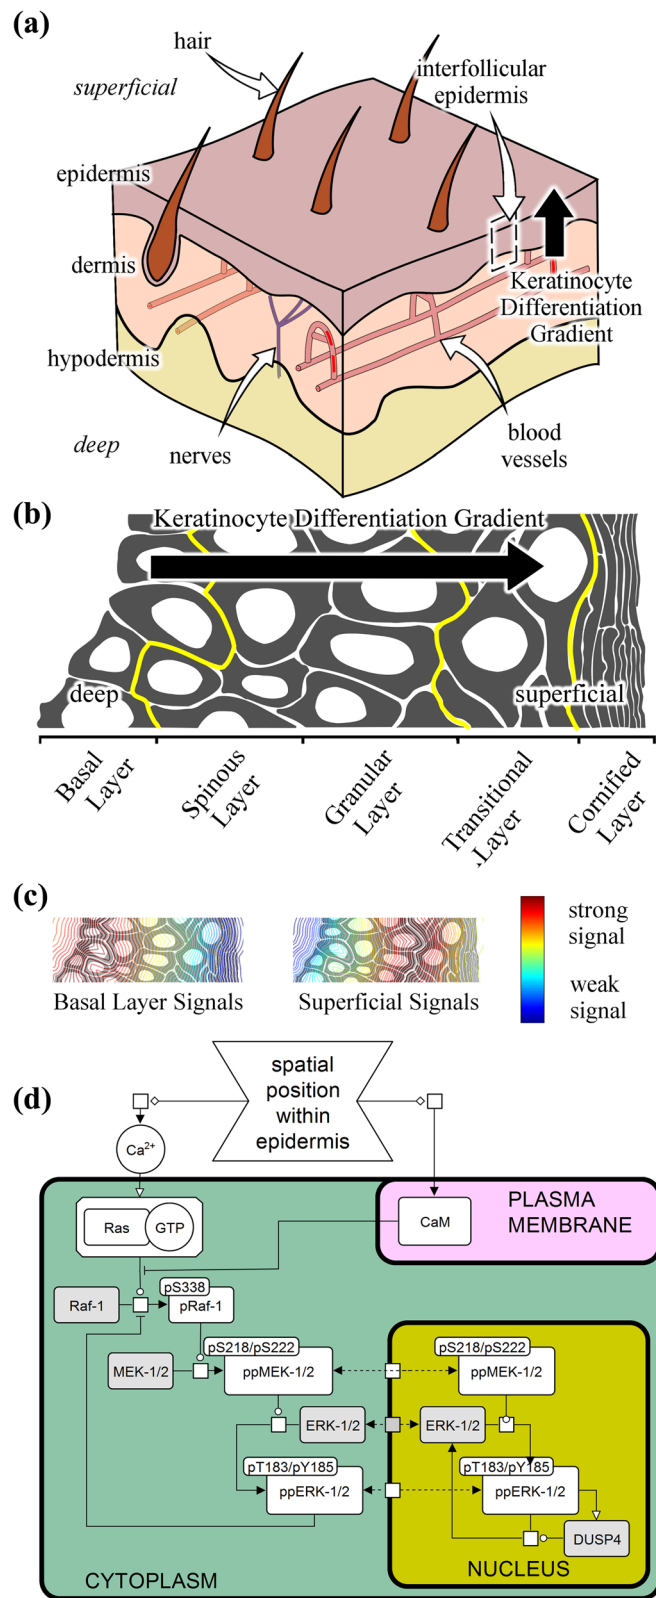 (a)
hair
superficial
interfollicular
epidermis
epidermis
dermis
Keratinocyte
Differentiation
Gradient
hypodermis
deep
nerves
blood
vessels
(b)
Keratinocyte Differentiation Gradient
deep
superficial
Basal
Layer
Spinous
Layer
Granular
Layer
Transitional
Layer
Cornified
Layer
(c)
strong
signal
weak
signal
Basal Layer Signals
Superficial Signals
(d)
spatial
position
within
epidermis
Ca2+
PLASMA
MEMBRANE
Ras
GTP
CaM
pS338
Raf-1
pRaf-1
pS218/pS222
pS218/pS222
MEK-1/2
ppMEK-1/2
ppMEK-1/2
ERK-1/2
ERK-1/2
pT183/pY185
pT183/pY185
ppERK-1/2
ppERK-1/2
DUSP4
NUCLEUS
CYTOPLASM